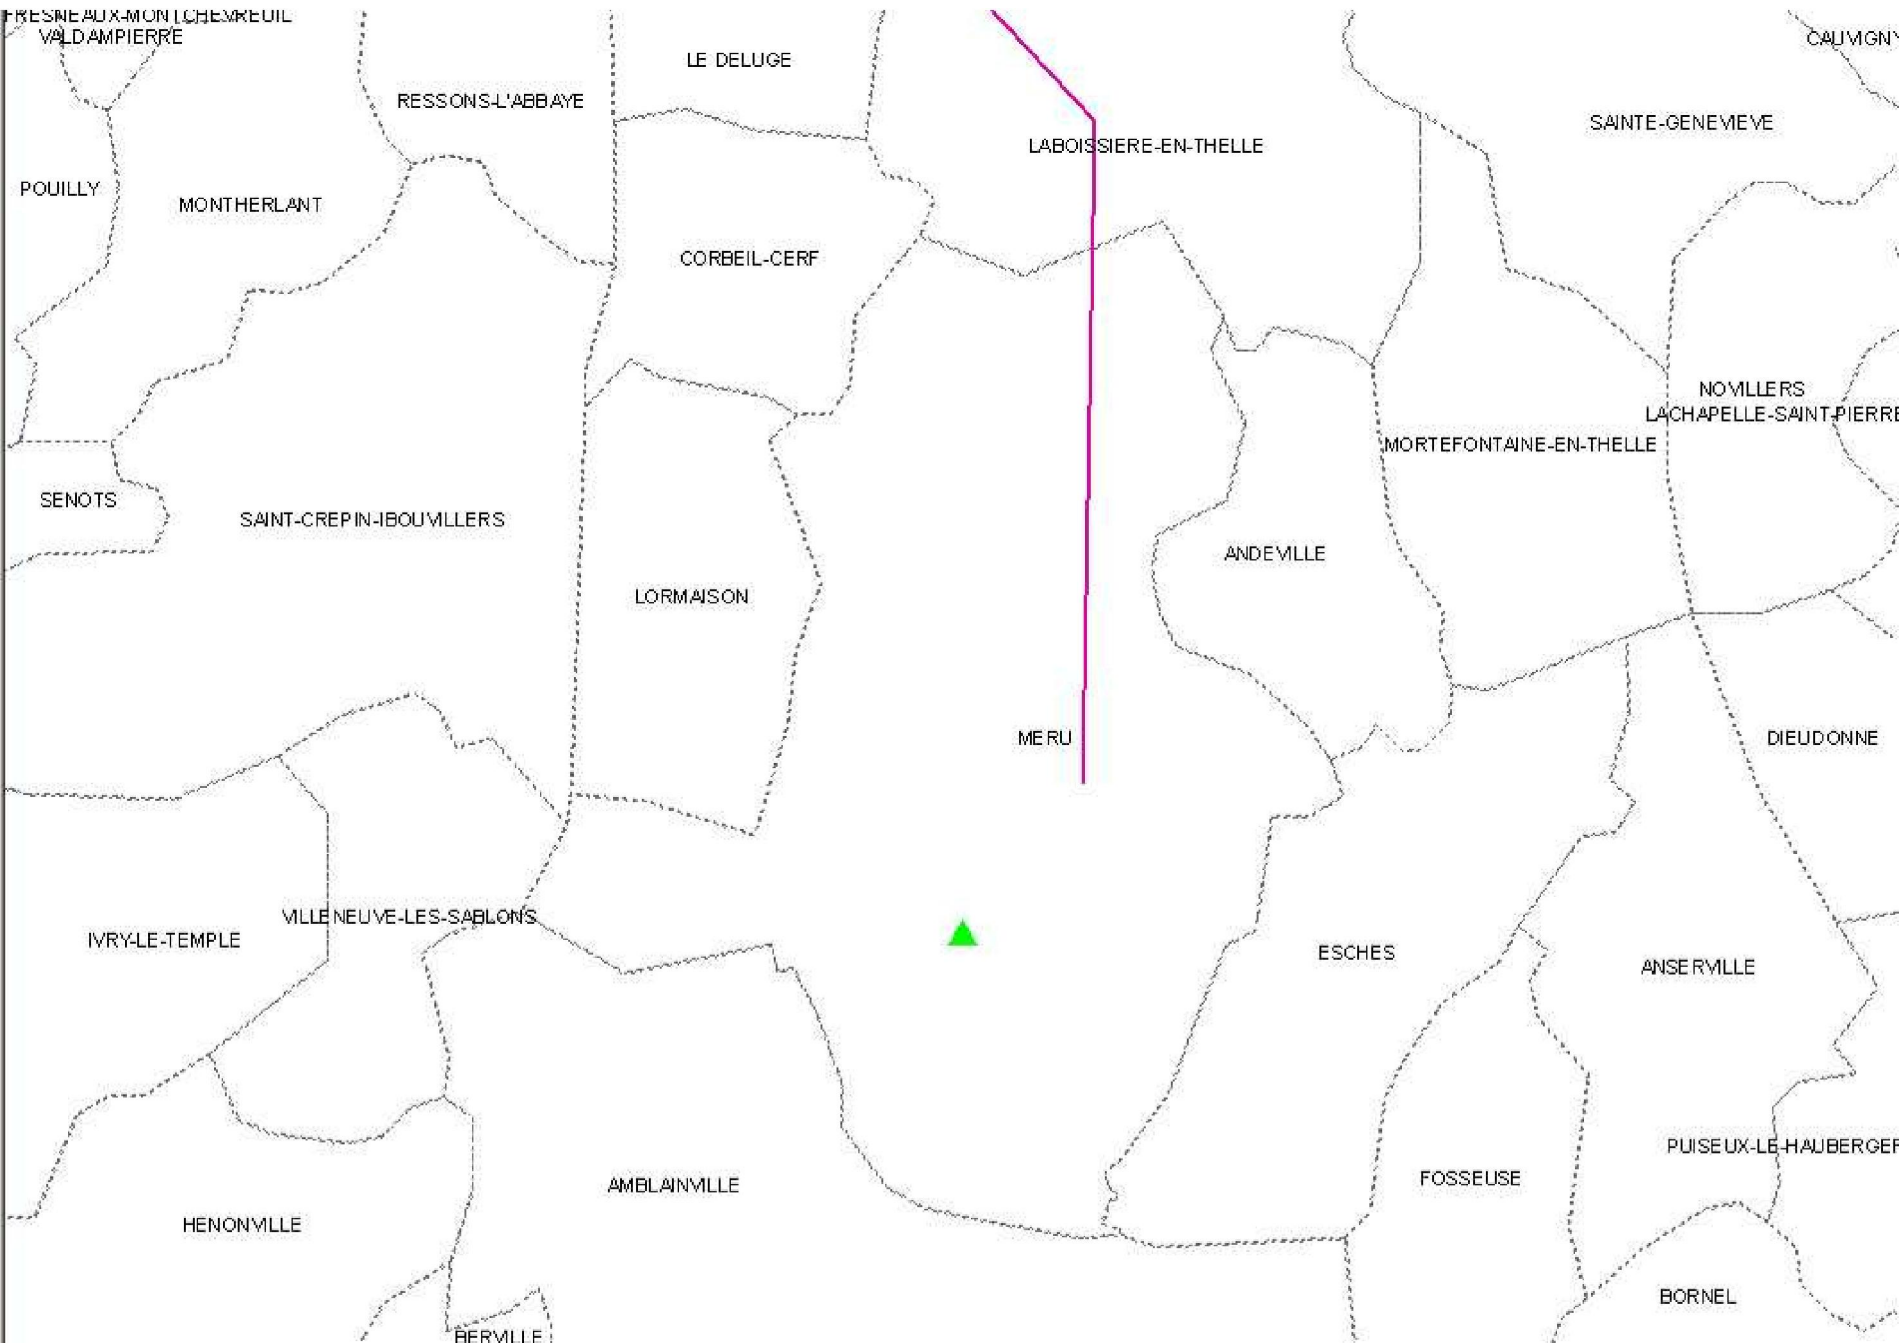 FRESNEAUX-MONTCHEVREUIL
VALDAMPIERRE
CAUVIGNY
LE DELUGE
RESSONS-L'ABBAYE
SAINTE-GENEVIEVE
LABOISSIERE-EN-THELLE
POUILLY
MONTHERLANT
CORBEIL-CERF
NOVILLERS
LACHAPELLE-SAINT-PIERRE
MORTEFONTAINE-EN-THELLE
SENOTS
SAINT-CREPIN-IBOUVILLERS
ANDEVILLE
LORMAISON
MERU
DIEUDONNE
VILLENEUVE-LES-SABLONS
IVRY-LE-TEMPLE
ESCHES
ANSERVILLE
PUISEUX-LE-HAUBERGER
FOSSEUSE
AMBLAINVILLE
HENONVILLE
BORNEL
BERVILLE